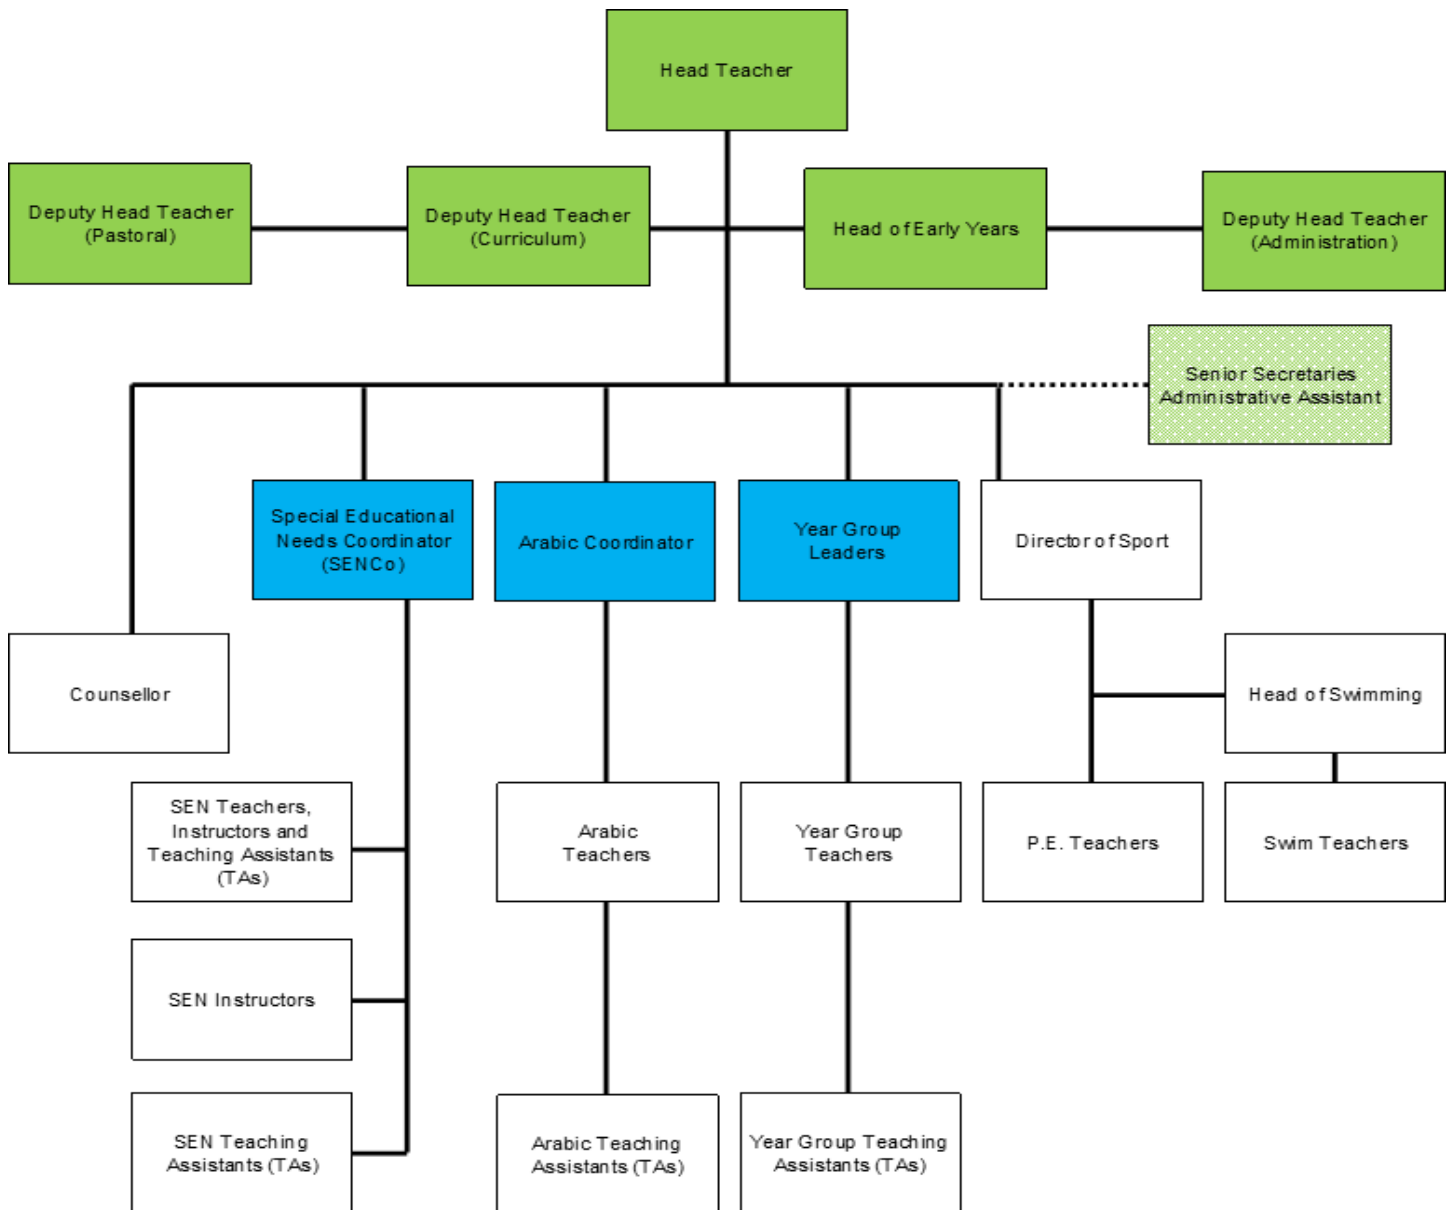 Head Teacher
Deputy Head Teacher
(Pastoral)
Deputy Head Teacher
(Curriculum)
Head of Early Years
Deputy Head Teacher
(Administration)
Senior Secretaries
Administrative Assistant
Special Educational
Needs Coordinator
(SENCo)
Arabic Coordinator
Year Group
Leaders
Director of Sport
Counsellor
Head of Swimming
SEN Teachers,
Instructors and
Teaching Assistants
(TAs)
Arabic
Teachers
Year Group
Teachers
P.E. Teachers
Swim Teachers
SEN Instructors
SEN Teaching
Assistants (TAs)
Arabic Teaching
Assistants (TAs)
Year Group Teaching
Assistants (TAs)